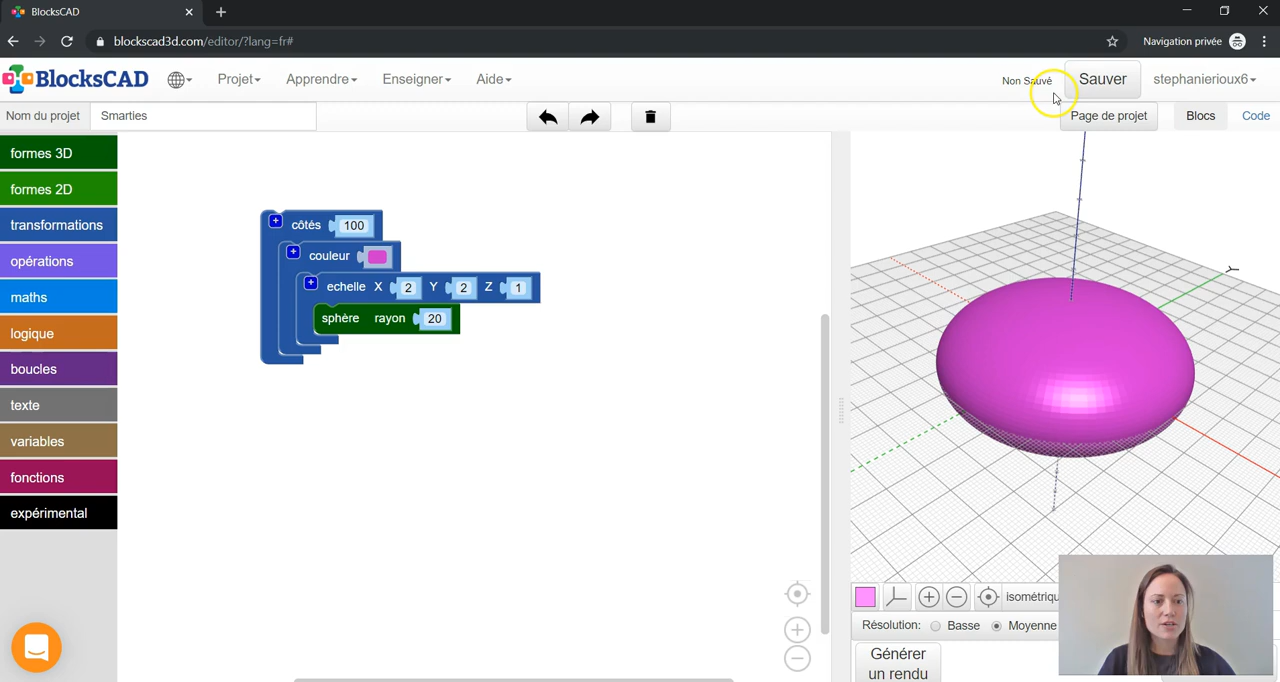 BlocksCAD
blockscad3d.com/editor/?lang=fr#
Navigation privée
BlocksCAD
Projet
Apprendre
Enseigner
Aide
Non Sauvé
Sauver
stephanierioux6
Nom du projet
Smarties
Page de projet
Blocs
Code
formes 3D
formes 2D
transformations
opérations
maths
logique
boucles
texte
variables
fonctions
expérimental
côtés 100
couleur
echelle X 2 Y 2 Z 1
sphère rayon 20
Y
isométriqu
Résolution: Basse Moyenne
Générer
un rendu